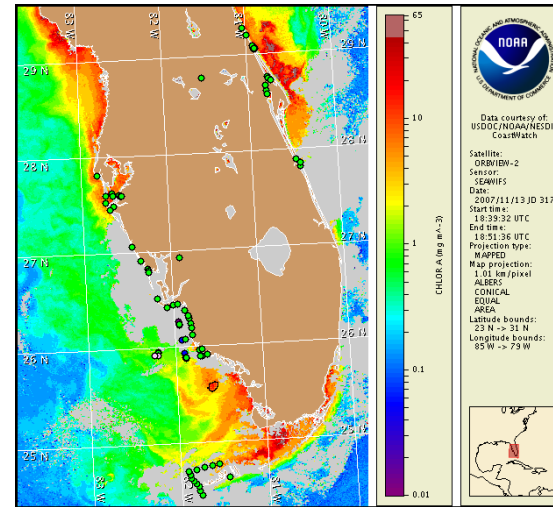 83 W
82 W
81 W
80 W
29 N
29 N
28 N
28 N
27 N
27 N
26 N
26 N
25 N
25 N
83 W
82 W
81 W
65
10
1
0.1
0.01
CHLOR A (mg m^-3)
NATIONAL OCEANIC AND ATMOSPHERIC ADMINISTRATION
NOAA
U.S. DEPARTMENT OF COMMERCE
Data courtesy of:
USDOC/NOAA/NESDI
CoastWatch
Satellite:
ORBVIEW-2
Sensor:
SEAWIFS
Date:
2007/11/13 JD 317
Start time:
18:39:32 UTC
End time:
18:51:36 UTC
Projection type:
MAPPED
Map projection:
1.01 km/pixel
ALBERS
CONICAL
EQUAL
AREA
Latitude bounds:
23 N -> 31 N
Longitude bounds:
85 W -> 79 W